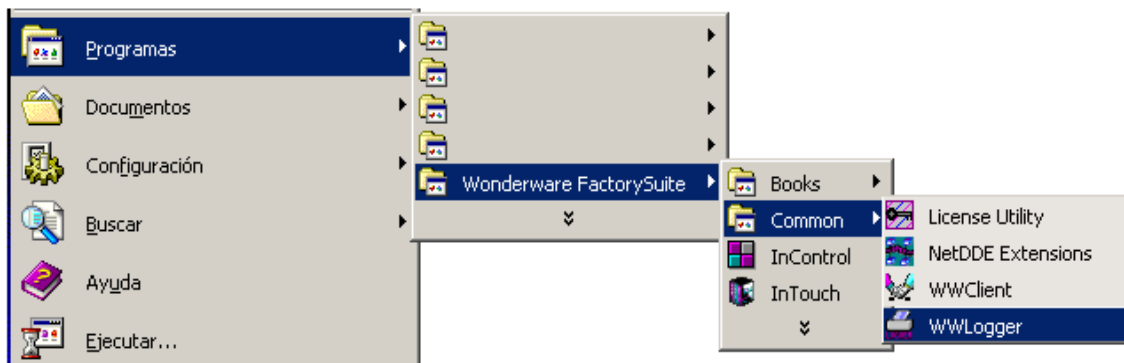 Programas
Documentos
Configuración
Buscar
Ayuda
Ejecutar...
Wonderware FactorySuite
Books
Common
InControl
InTouch
License Utility
NetDDE Extensions
WWClient
WWLogger